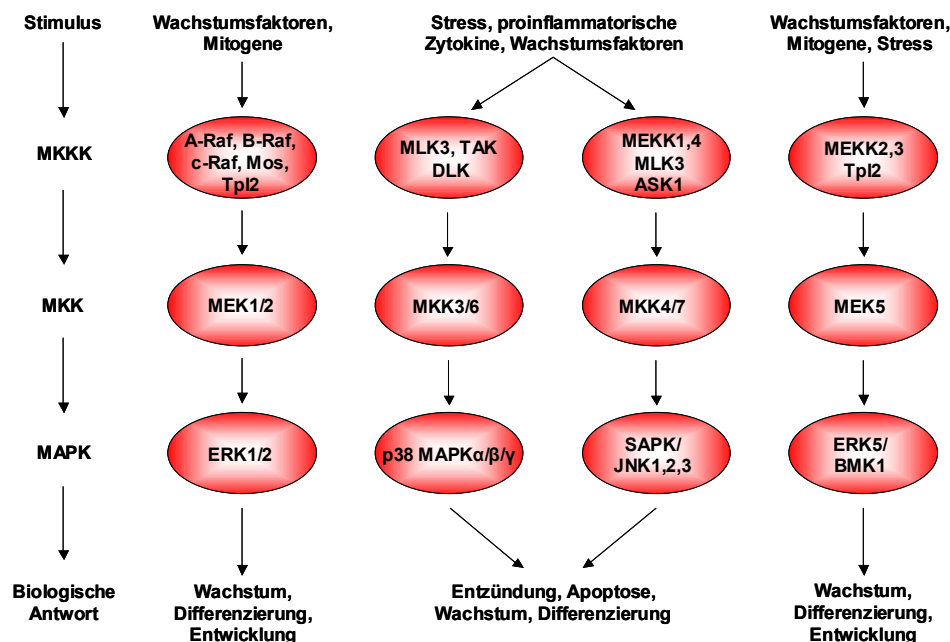 Stimulus
Wachstumsfaktoren,
Mitogene
Stress, proinflammatorische
Zytokine, Wachstumsfaktoren
Wachstumsfaktoren,
Mitogene, Stress
MKKK
A-Raf, B-Raf,
c-Raf, Mos,
Tpl2
MLK3, TAK
DLK
MEKK1,4
MLK3
ASK1
MEKK2,3
Tpl2
MKK
MEK1/2
MKK3/6
MKK4/7
MEK5
MAPK
ERK1/2
p38 MAPKα/β/γ
SAPK/
JNK1,2,3
ERK5/
BMK1
Biologische
Antwort
Wachstum,
Differenzierung,
Entwicklung
Entzündung, Apoptose,
Wachstum, Differenzierung
Wachstum,
Differenzierung,
Entwicklung